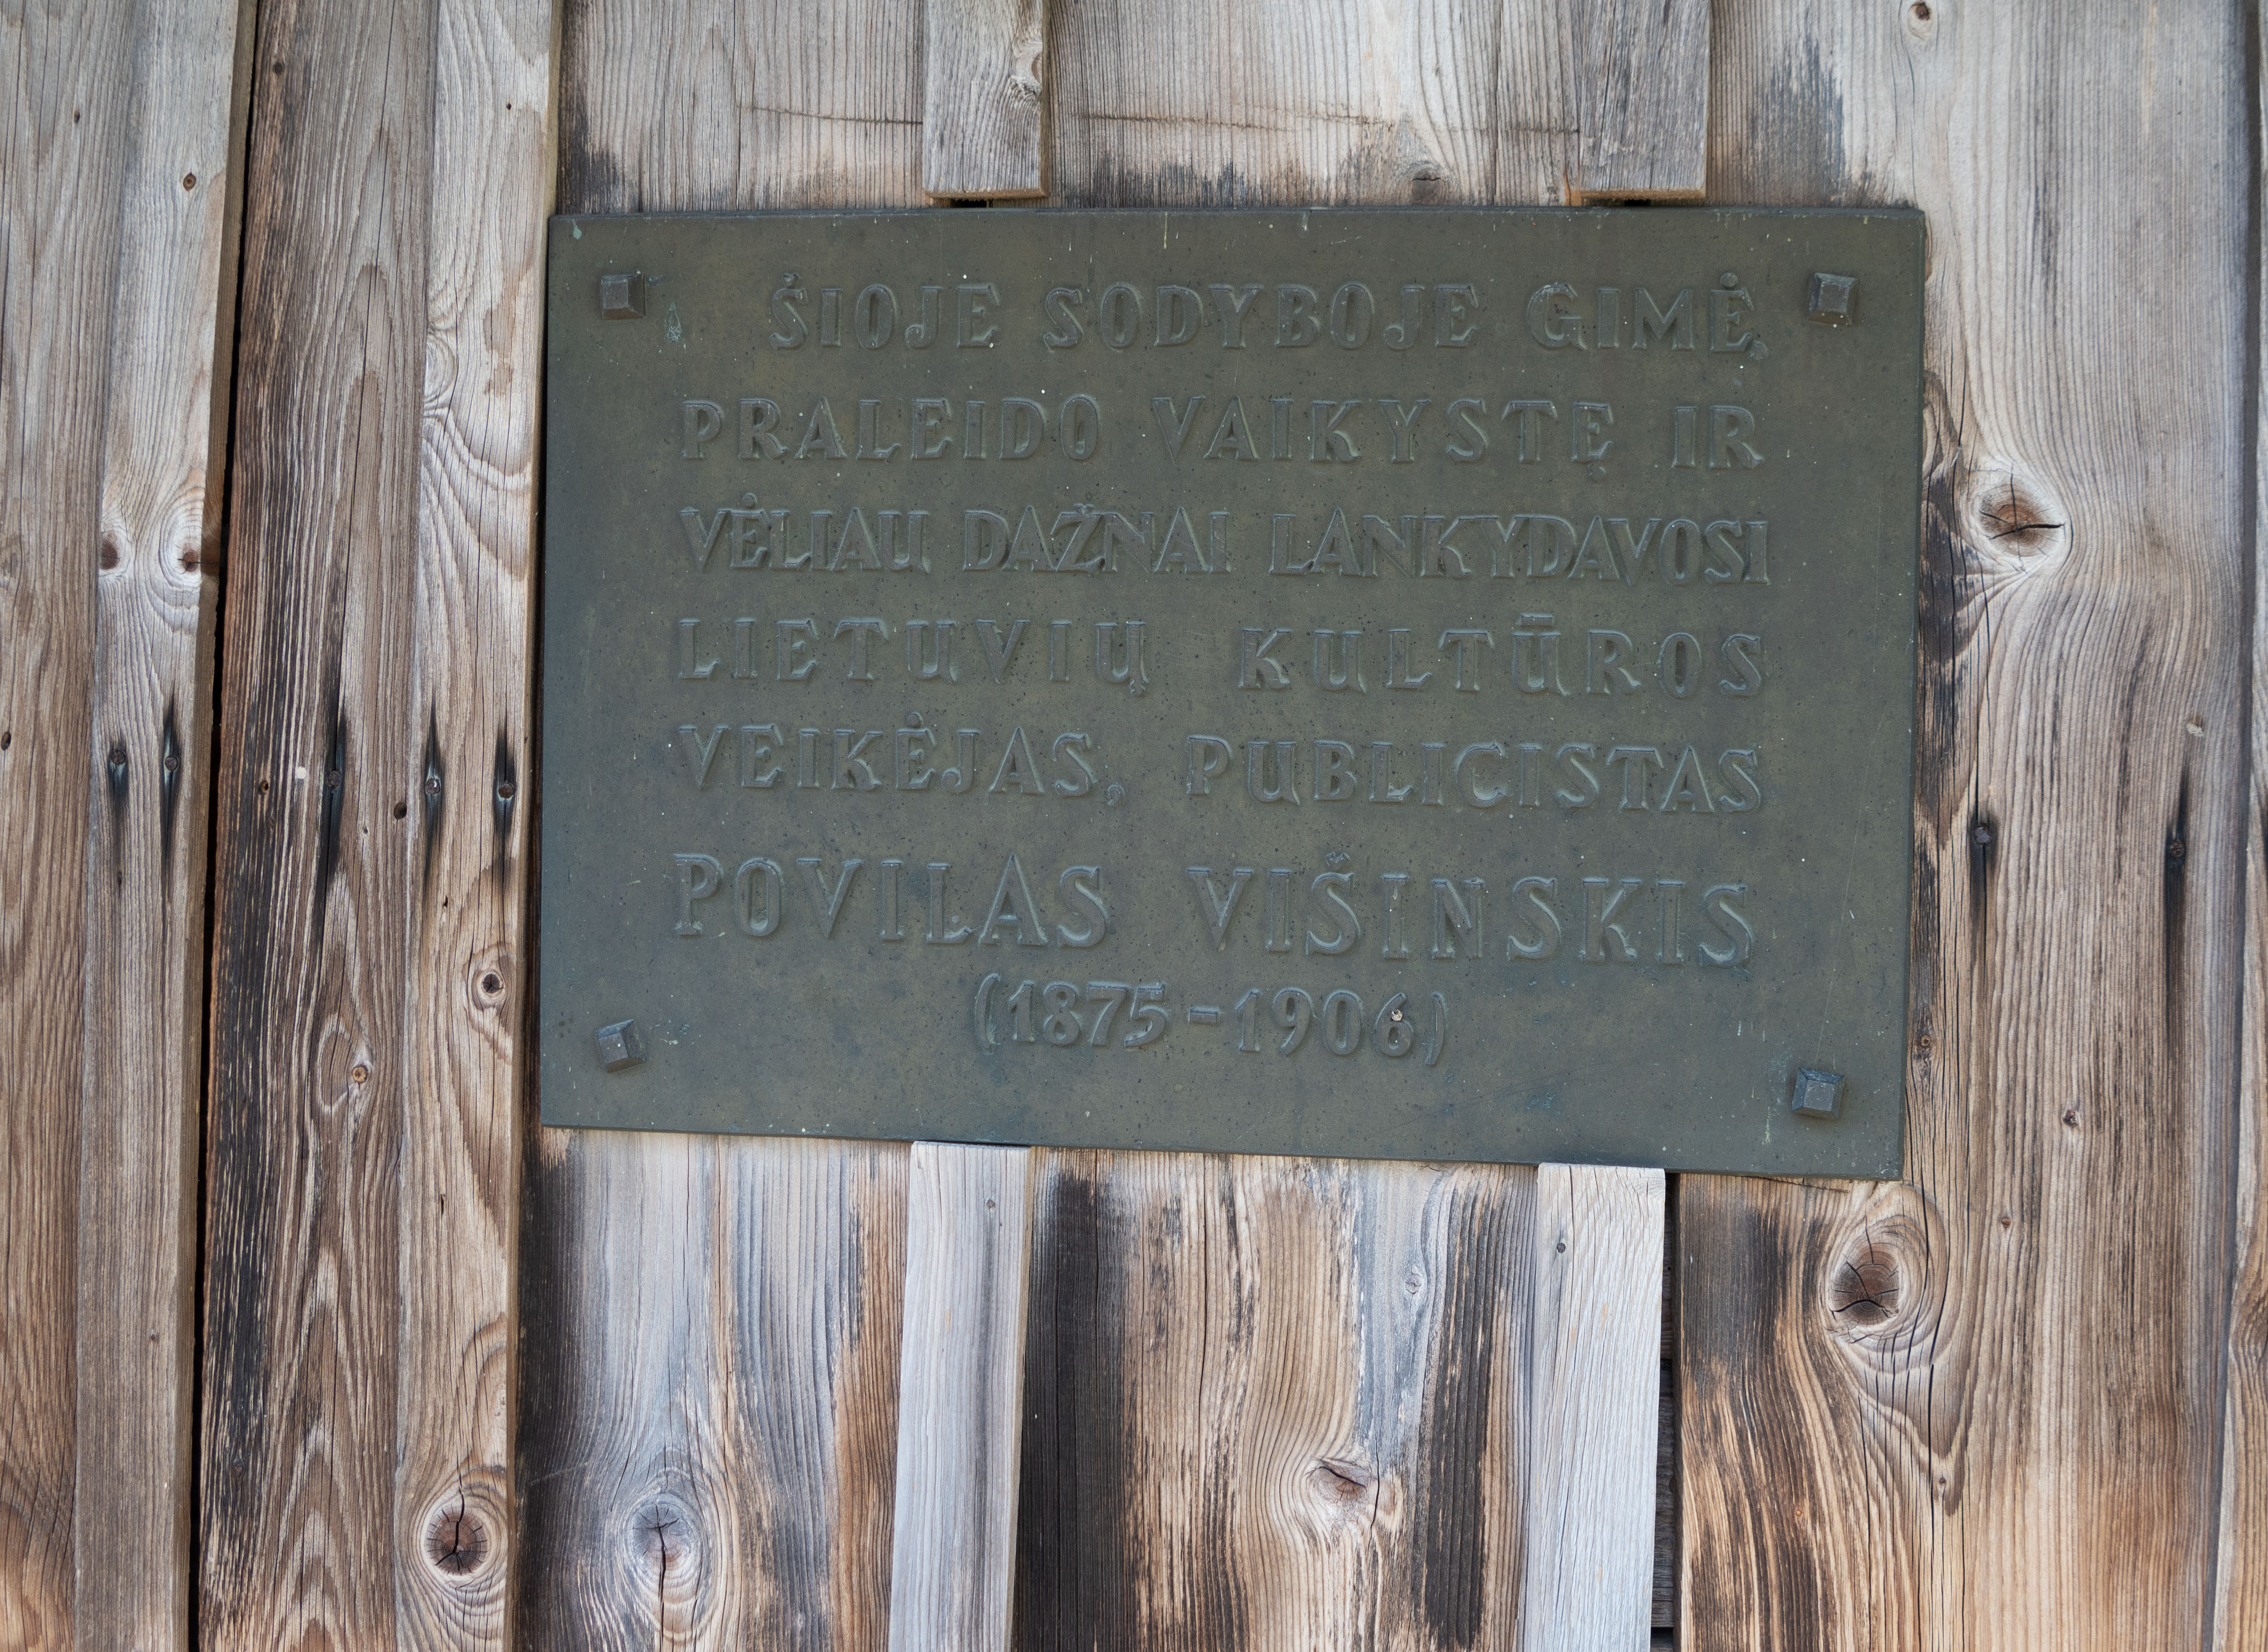 ŠIOJE SODYBOJE GIMĖ,
PRALEIDO VAIKYSTĘ IR
VĖLIAU DAŽNAI LANKYDAVOSI
LIETUVIŲ KULTŪROS
VEIKĖJAS, PUBLICISTAS
POVILAS VIŠINSKIS
(1875-1906)